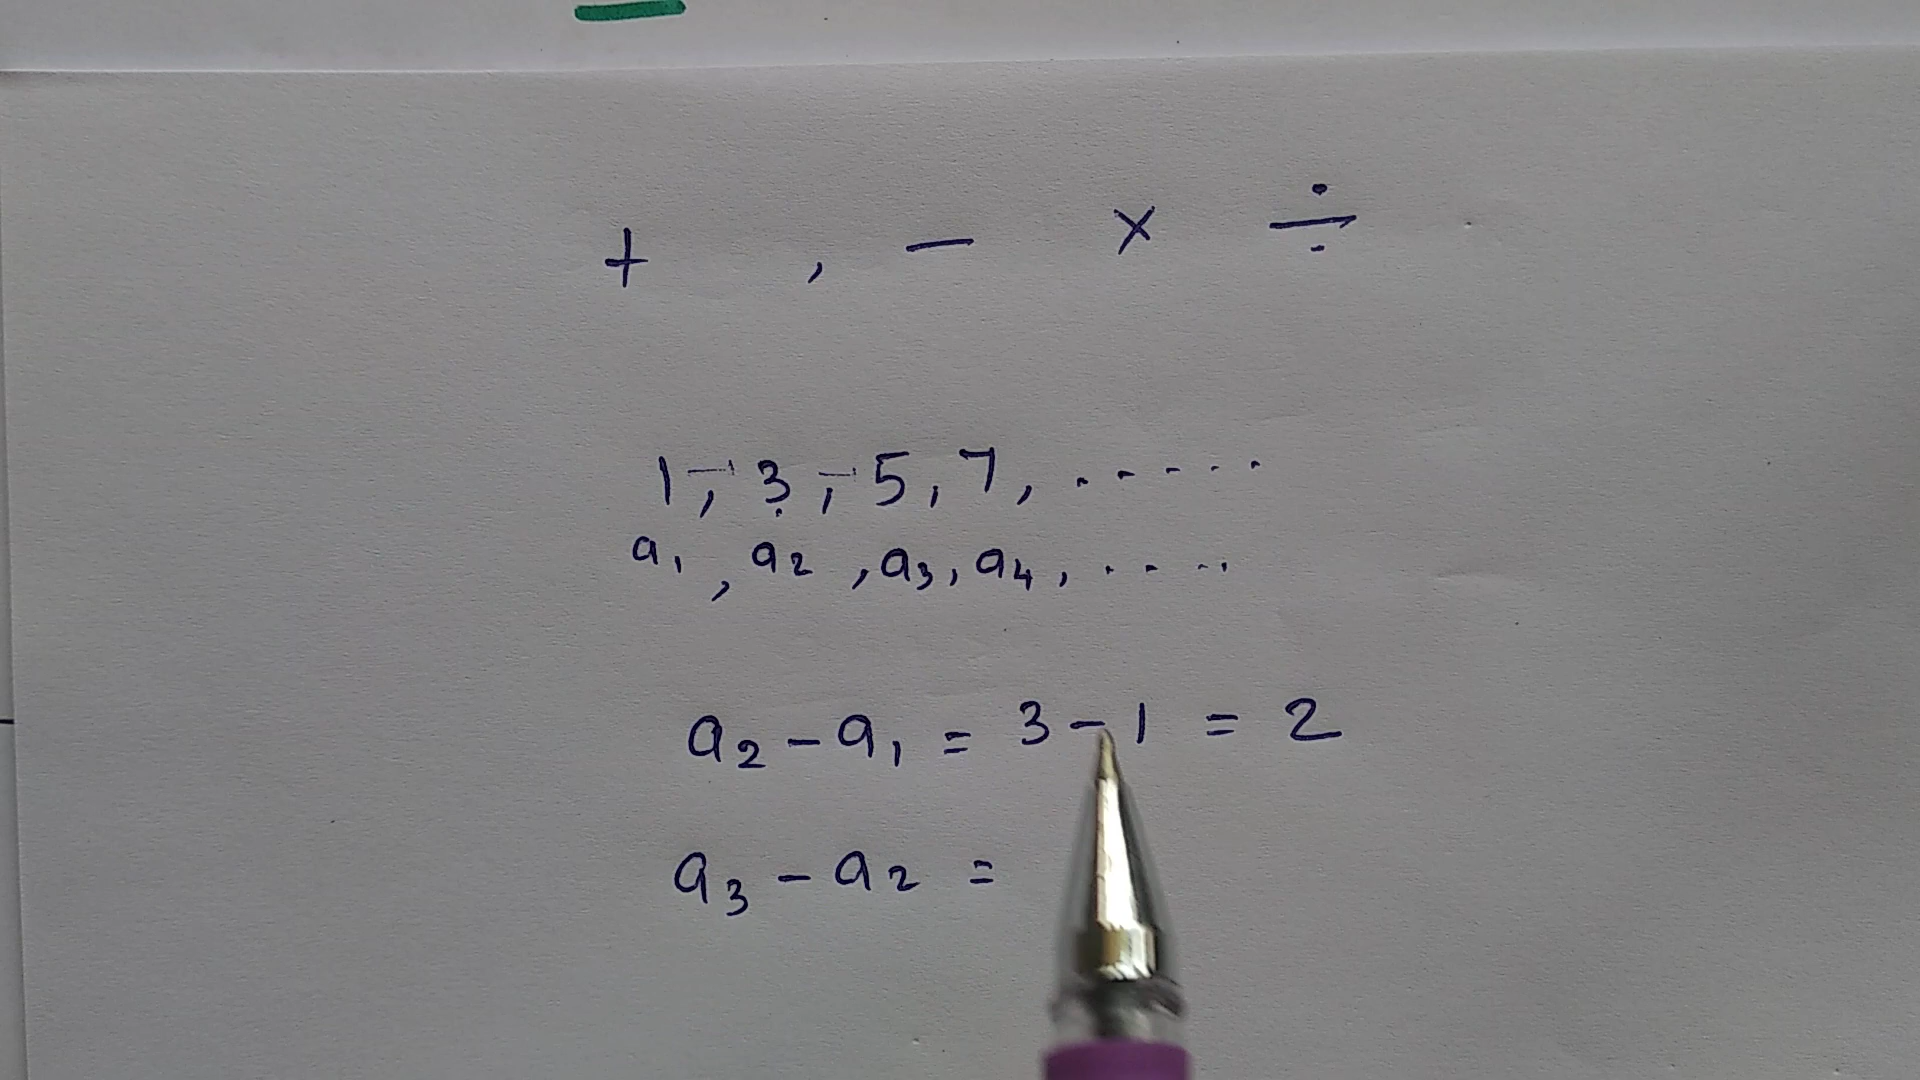 + , - × ÷
1, 3, 5, 7, . . . . .
a₁, a₂, a₃, a₄, . . . .
a₂ - a₁ = 3 - 1 = 2
a₃ - a₂ =